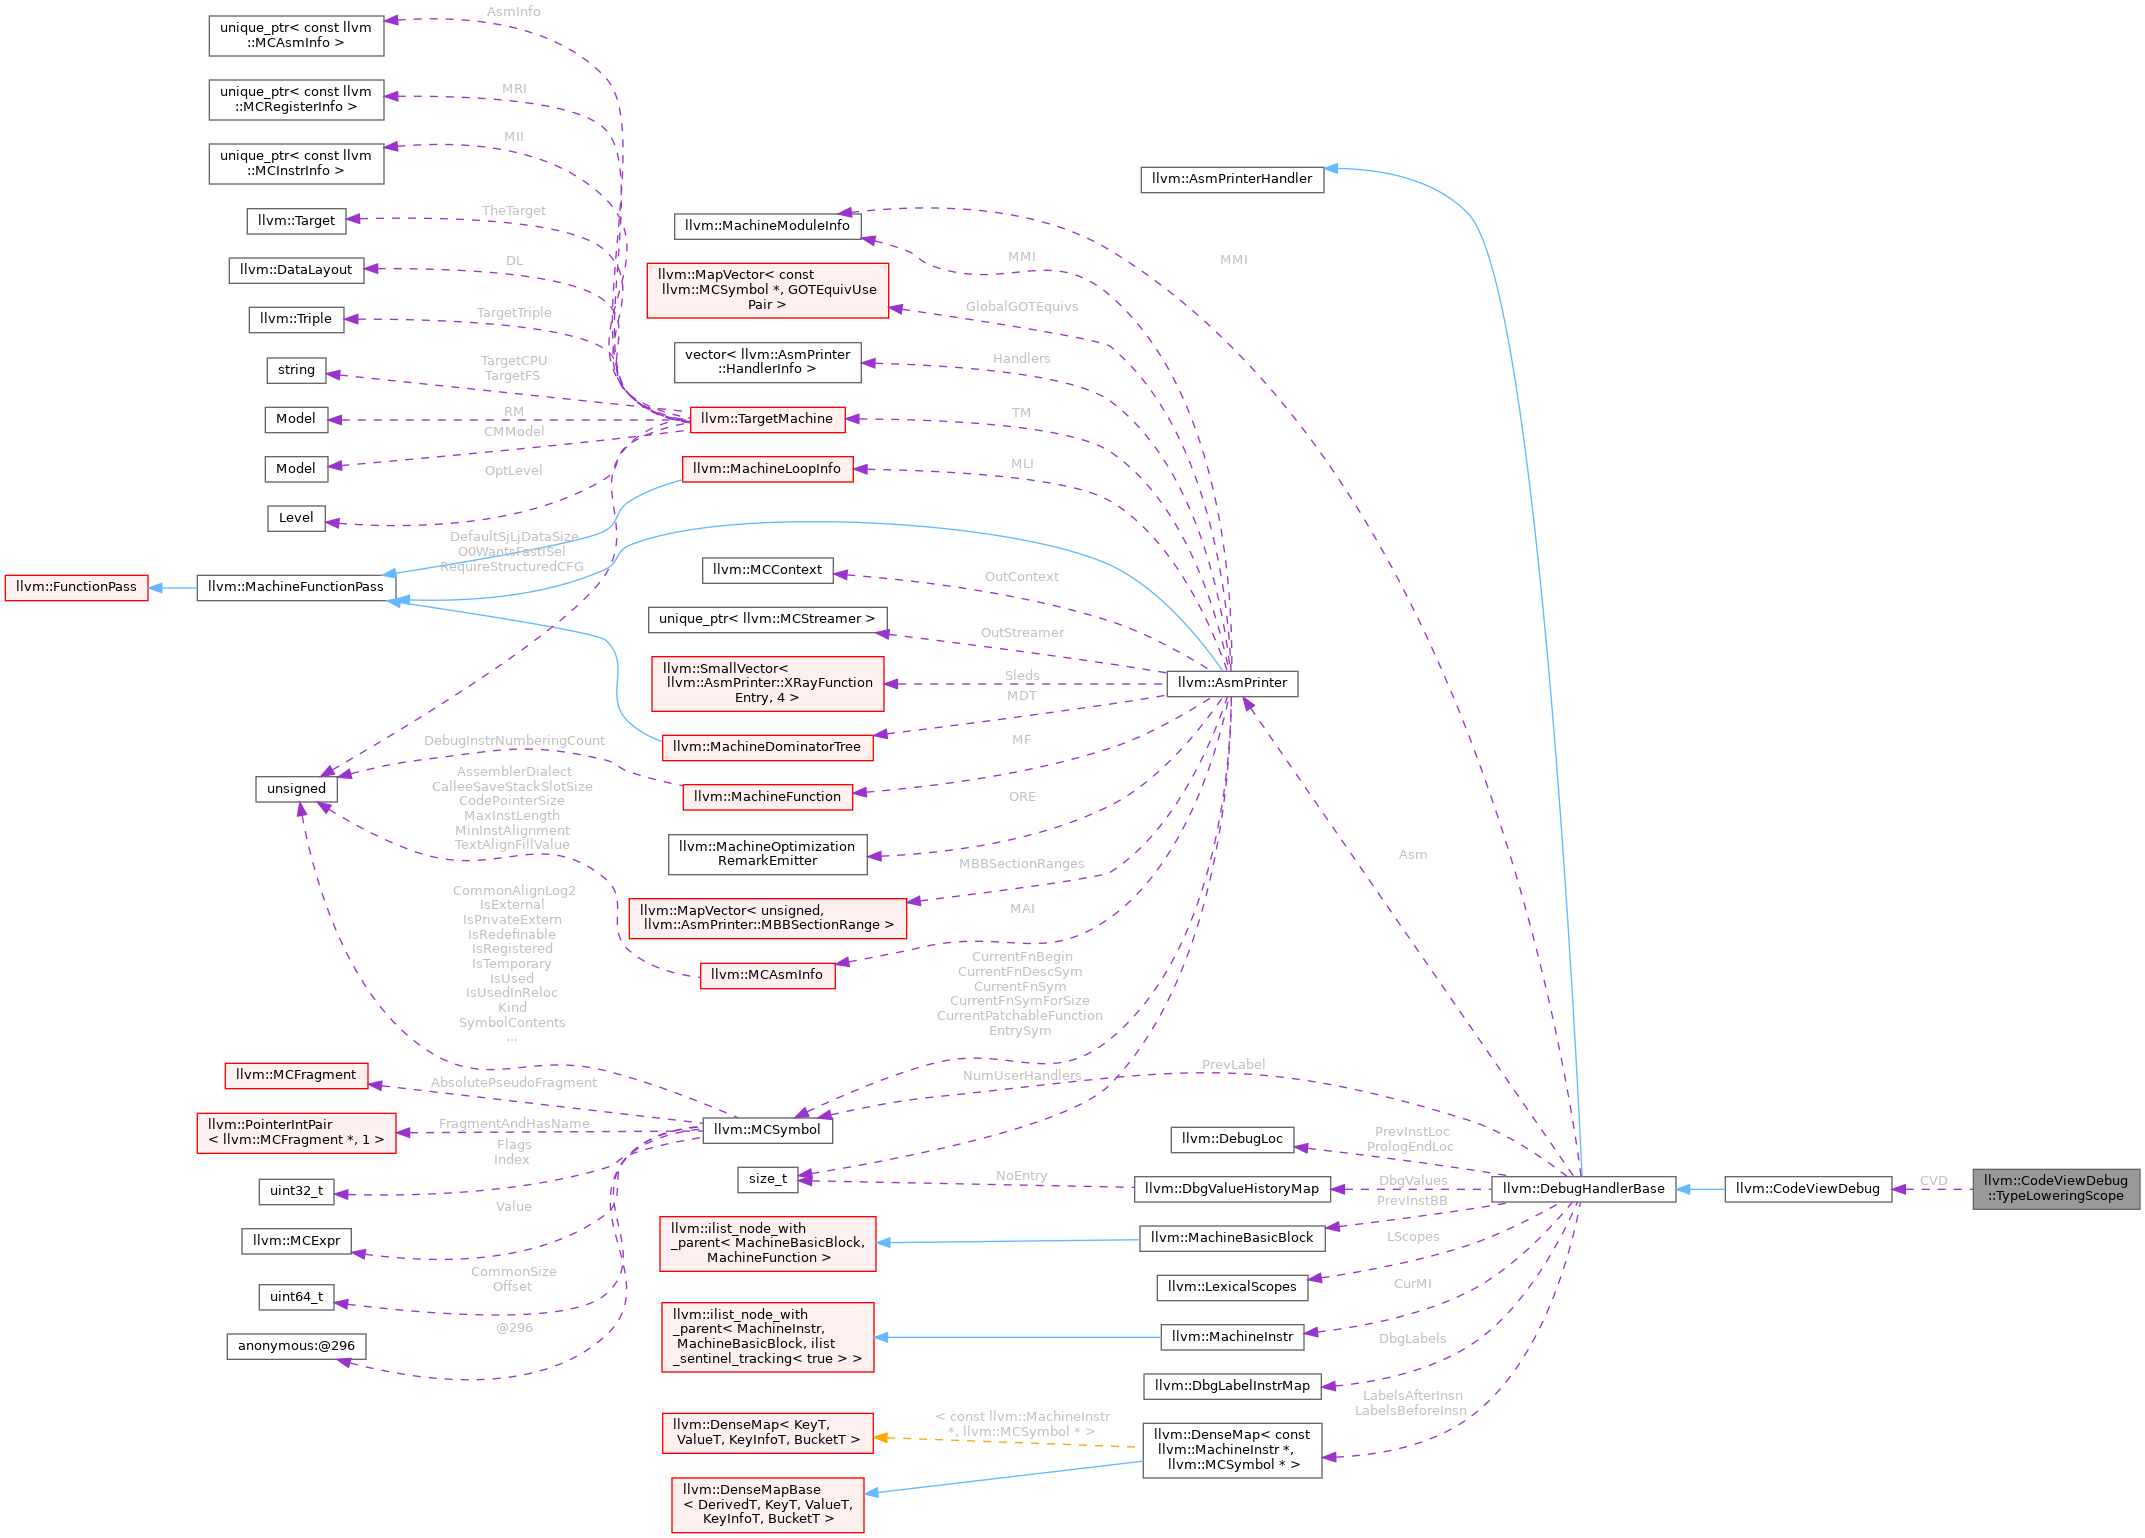 AsmInfo
unique_ptr< const llvm
::MCAsmInfo >
MRI
unique_ptr< const llvm
::MCRegisterInfo >
MII
unique_ptr< const llvm
::MCInstrInfo >
TheTarget
llvm::Target
DL
llvm::DataLayout
TargetTriple
llvm::Triple
TargetCPU
TargetFS
string
RM
Model
CMModel
Model
OptLevel
Level
DefaultSjLjDataSize
O0WantsFastISel
RequireStructuredCFG
llvm::FunctionPass
llvm::MachineFunctionPass
DebugInstrNumberingCount
unsigned
AssemblerDialect
CalleeSaveStackSlotSize
CodePointerSize
MaxInstLength
MinInstAlignment
TextAlignFillValue
CommonAlignLog2
IsExternal
IsPrivateExtern
IsRedefinable
IsRegistered
IsTemporary
IsUsed
IsUsedInReloc
Kind
SymbolContents
...
llvm::MCFragment
AbsolutePseudoFragment
llvm::PointerIntPair
< llvm::MCFragment *, 1 >
FragmentAndHasName
Flags
Index
uint32_t
Value
llvm::MCExpr
CommonSize
Offset
uint64_t
@296
anonymous:@296
llvm::MachineModuleInfo
llvm::MapVector< const
llvm::MCSymbol *, GOTEquivUse
Pair >
vector< llvm::AsmPrinter
::HandlerInfo >
llvm::TargetMachine
llvm::MachineLoopInfo
llvm::MCContext
unique_ptr< llvm::MCStreamer >
llvm::SmallVector<
llvm::AsmPrinter::XRayFunction
Entry, 4 >
llvm::MachineDominatorTree
llvm::MachineFunction
llvm::MachineOptimization
RemarkEmitter
llvm::MapVector< unsigned,
llvm::AsmPrinter::MBBSectionRange >
llvm::MCAsmInfo
llvm::MCSymbol
size_t
llvm::ilist_node_with
_parent< MachineBasicBlock,
MachineFunction >
llvm::ilist_node_with
_parent< MachineInstr,
MachineBasicBlock, ilist
_sentinel_tracking< true > >
llvm::DenseMap< KeyT,
ValueT, KeyInfoT, BucketT >
llvm::DenseMapBase
< DerivedT, KeyT, ValueT,
KeyInfoT, BucketT >
MMI
GlobalGOTEquivs
Handlers
TM
MLI
OutContext
OutStreamer
Sleds
MDT
MF
ORE
MBBSectionRanges
MAI
CurrentFnBegin
CurrentFnDescSym
CurrentFnSym
CurrentFnSymForSize
CurrentPatchableFunction
EntrySym
NumUserHandlers
NoEntry
< const llvm::MachineInstr
*, llvm::MCSymbol * >
llvm::AsmPrinterHandler
MMI
llvm::AsmPrinter
Asm
PrevLabel
llvm::DebugLoc
llvm::DbgValueHistoryMap
llvm::MachineBasicBlock
llvm::LexicalScopes
llvm::MachineInstr
llvm::DbgLabelInstrMap
llvm::DenseMap< const
llvm::MachineInstr *,
llvm::MCSymbol * >
PrevInstLoc
PrologEndLoc
DbgValues
PrevInstBB
LScopes
CurMI
DbgLabels
LabelsAfterInsn
LabelsBeforeInsn
llvm::DebugHandlerBase
llvm::CodeViewDebug
CVD
llvm::CodeViewDebug
::TypeLoweringScope